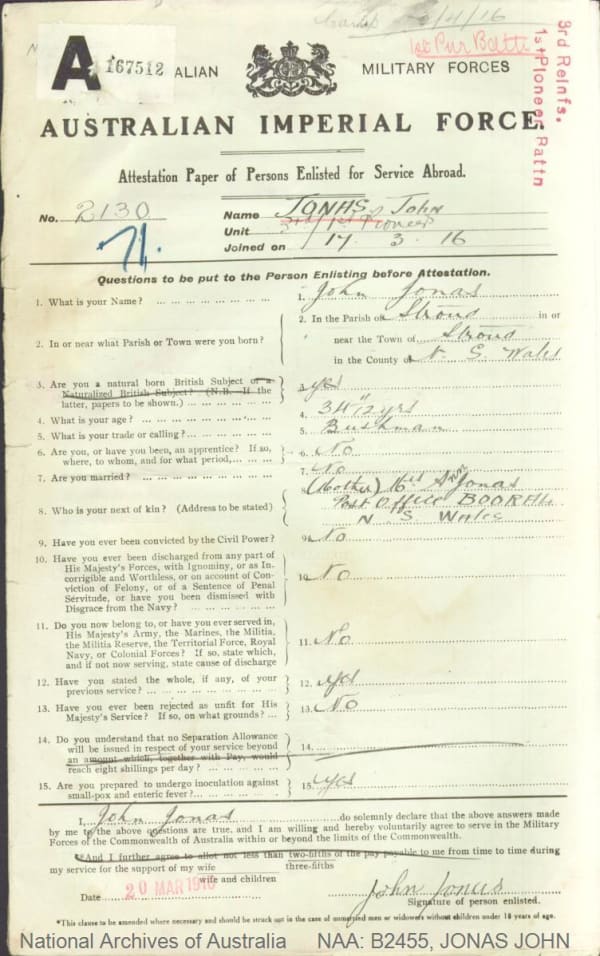 1st Pnr Battn
3rd Reinfs.
1st Pioneer Battn
A 167512
ALIAN MILITARY FORCES
AUSTRALIAN IMPERIAL FORCE.
Attestation Paper of Persons Enlisted for Service Abroad.
No. 2130
Name JONAS John
Unit 3rd/1st Pioneers
Joined on 17. 3. 16
Questions to be put to the Person Enlisting before Attestation.
1. What is your Name? ... 1. John Jonas
2. In or near what Parish or Town were you born? 2. In the Parish of Stroud in or
near the Town of Stroud
in the County of N. S. Wales
3. Are you a natural born British Subject or a
Naturalized British Subject? (N.B. If the
latter, papers to be shown.) ... 3. yes
4. What is your age? ... 4. 34 11/12 yrs
5. What is your trade or calling? ... 5. Bushman
6. Are you, or have you been, an apprentice? If so,
where, to whom, and for what period, ... 6. No
7. Are you married? ... 7. No
8. Who is your next of kin? (Address to be stated) 8. (Mother) Mrs Jonas
Post Office BOORAL
N S Wales
9. Have you ever been convicted by the Civil Power? 9. No
10. Have you ever been discharged from any part of
His Majesty's Forces, with Ignominy, or as In-
corrigible and Worthless, or on account of Con-
viction of Felony, or of a Sentence of Penal
Servitude, or have you been dismissed with
Disgrace from the Navy? ... 10. No
11. Do you now belong to, or have you ever served in,
His Majesty's Army, the Marines, the Militia,
the Militia Reserve, the Territorial Force, Royal
Navy, or Colonial Forces? If so, state which,
and if not now serving, state cause of discharge 11. No
12. Have you stated the whole, if any, of your
previous service? ... 12. yes
13. Have you ever been rejected as unfit for His
Majesty's Service? If so, on what grounds? ... 13. No
14. Do you understand that no Separation Allowance
will be issued in respect of your service beyond
an amount which, together with Pay, would
reach eight shillings per day? ... 14.
15. Are you prepared to undergo inoculation against
small-pox and enteric fever? ... 15. yes
I, John Jonas do solemnly declare that the above answers made
by me to the above questions are true, and I am willing and hereby voluntarily agree to serve in the Military
Forces of the Commonwealth of Australia within or beyond the limits of the Commonwealth.
*And I further agree to allot not less than two-fifths of the pay payable to me from time to time during
three-fifths
my service for the support of my wife
wife and children
Date 20 MAR 1916
John Jonas
Signature of person enlisted.
*This clause to be amended where necessary and should be struck out in the case of unmarried men or widowers without children under 18 years of age.
National Archives of Australia NAA: B2455, JONAS JOHN